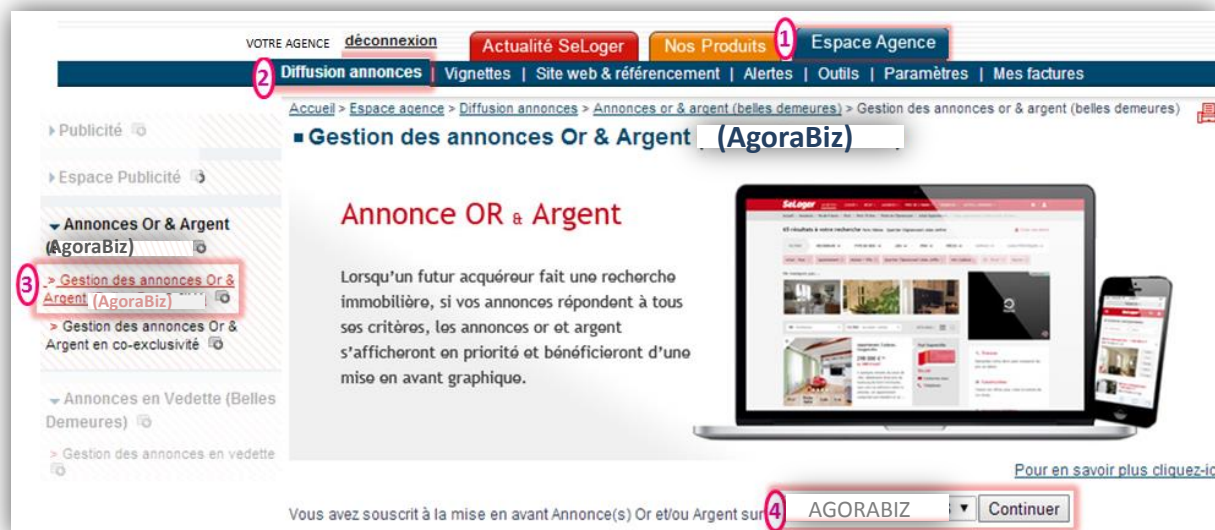 VOTRE AGENCE déconnexion Actualité SeLoger Nos Produits 1 Espace Agence
2 Diffusion annonces | Vignettes | Site web & référencement | Alertes | Outils | Paramètres | Mes factures
Accueil > Espace agence > Diffusion annonces > Annonces or & argent (belles demeures) > Gestion des annonces or & argent (belles demeures)
Gestion des annonces Or & Argent (AgoraBiz)
Publicité
Espace Publicité
Annonces Or & Argent
(AgoraBiz)
3 > Gestion des annonces Or &
Argent (AgoraBiz)
> Gestion des annonces Or &
Argent en co-exclusivité
Annonces en Vedette (Belles
Demeures)
> Gestion des annonces en vedette
Annonce OR & Argent
Lorsqu'un futur acquéreur fait une recherche
immobilière, si vos annonces répondent à tous
ses critères, les annonces or et argent
s'afficheront en priorité et bénéficieront d'une
mise en avant graphique.
SeLoger
Pour en savoir plus cliquez-ic
Vous avez souscrit à la mise en avant Annonce(s) Or et/ou Argent sur 4 AGORABIZ Continuer